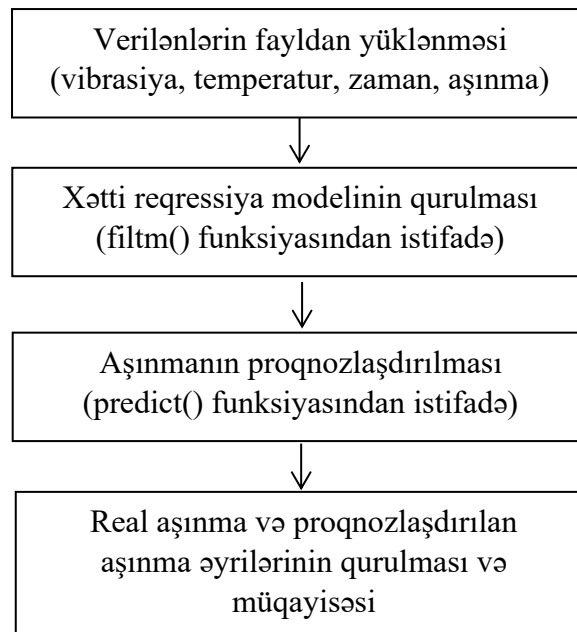 Verilənlərin fayldan yüklənməsi
(vibrasiya, temperatur, zaman, aşınma)
Xətti reqressiya modelinin qurulması
(filtm() funksiyasından istifadə)
Aşınmanın proqnozlaşdırılması
(predict() funksiyasından istifadə)
Real aşınma və proqnozlaşdırılan
aşınma əyrilərinin qurulması və
müqayisəsi